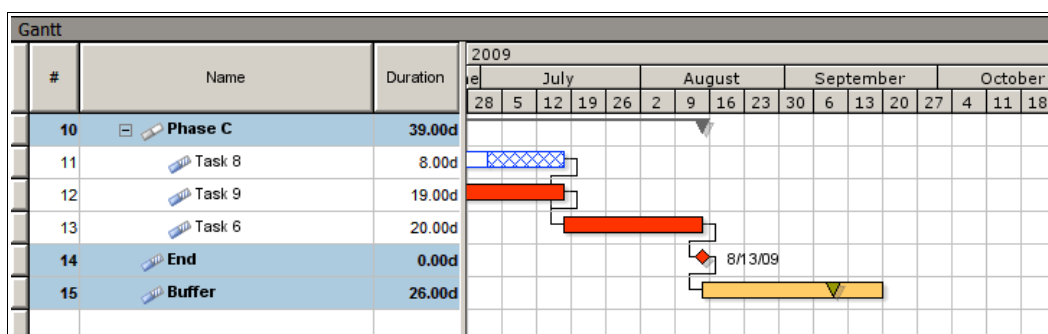 Gantt
# Name Duration 2009
ne July August September October
28 5 12 19 26 2 9 16 23 30 6 13 20 27 4 11 18
10 Phase C 39.00d
11 Task 8 8.00d
12 Task 9 19.00d
13 Task 6 20.00d
14 End 0.00d 8/13/09
15 Buffer 26.00d